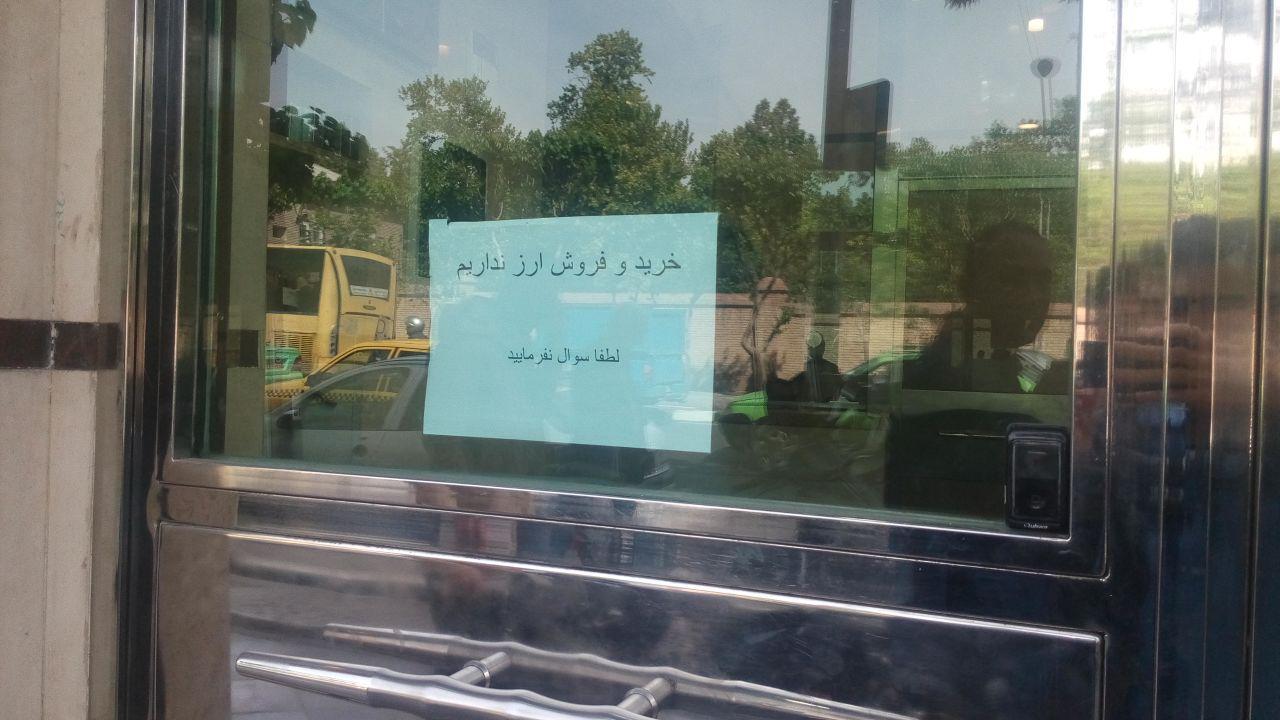 خرید و فروش ارز نداریم
لطفا سوال نفرمایید